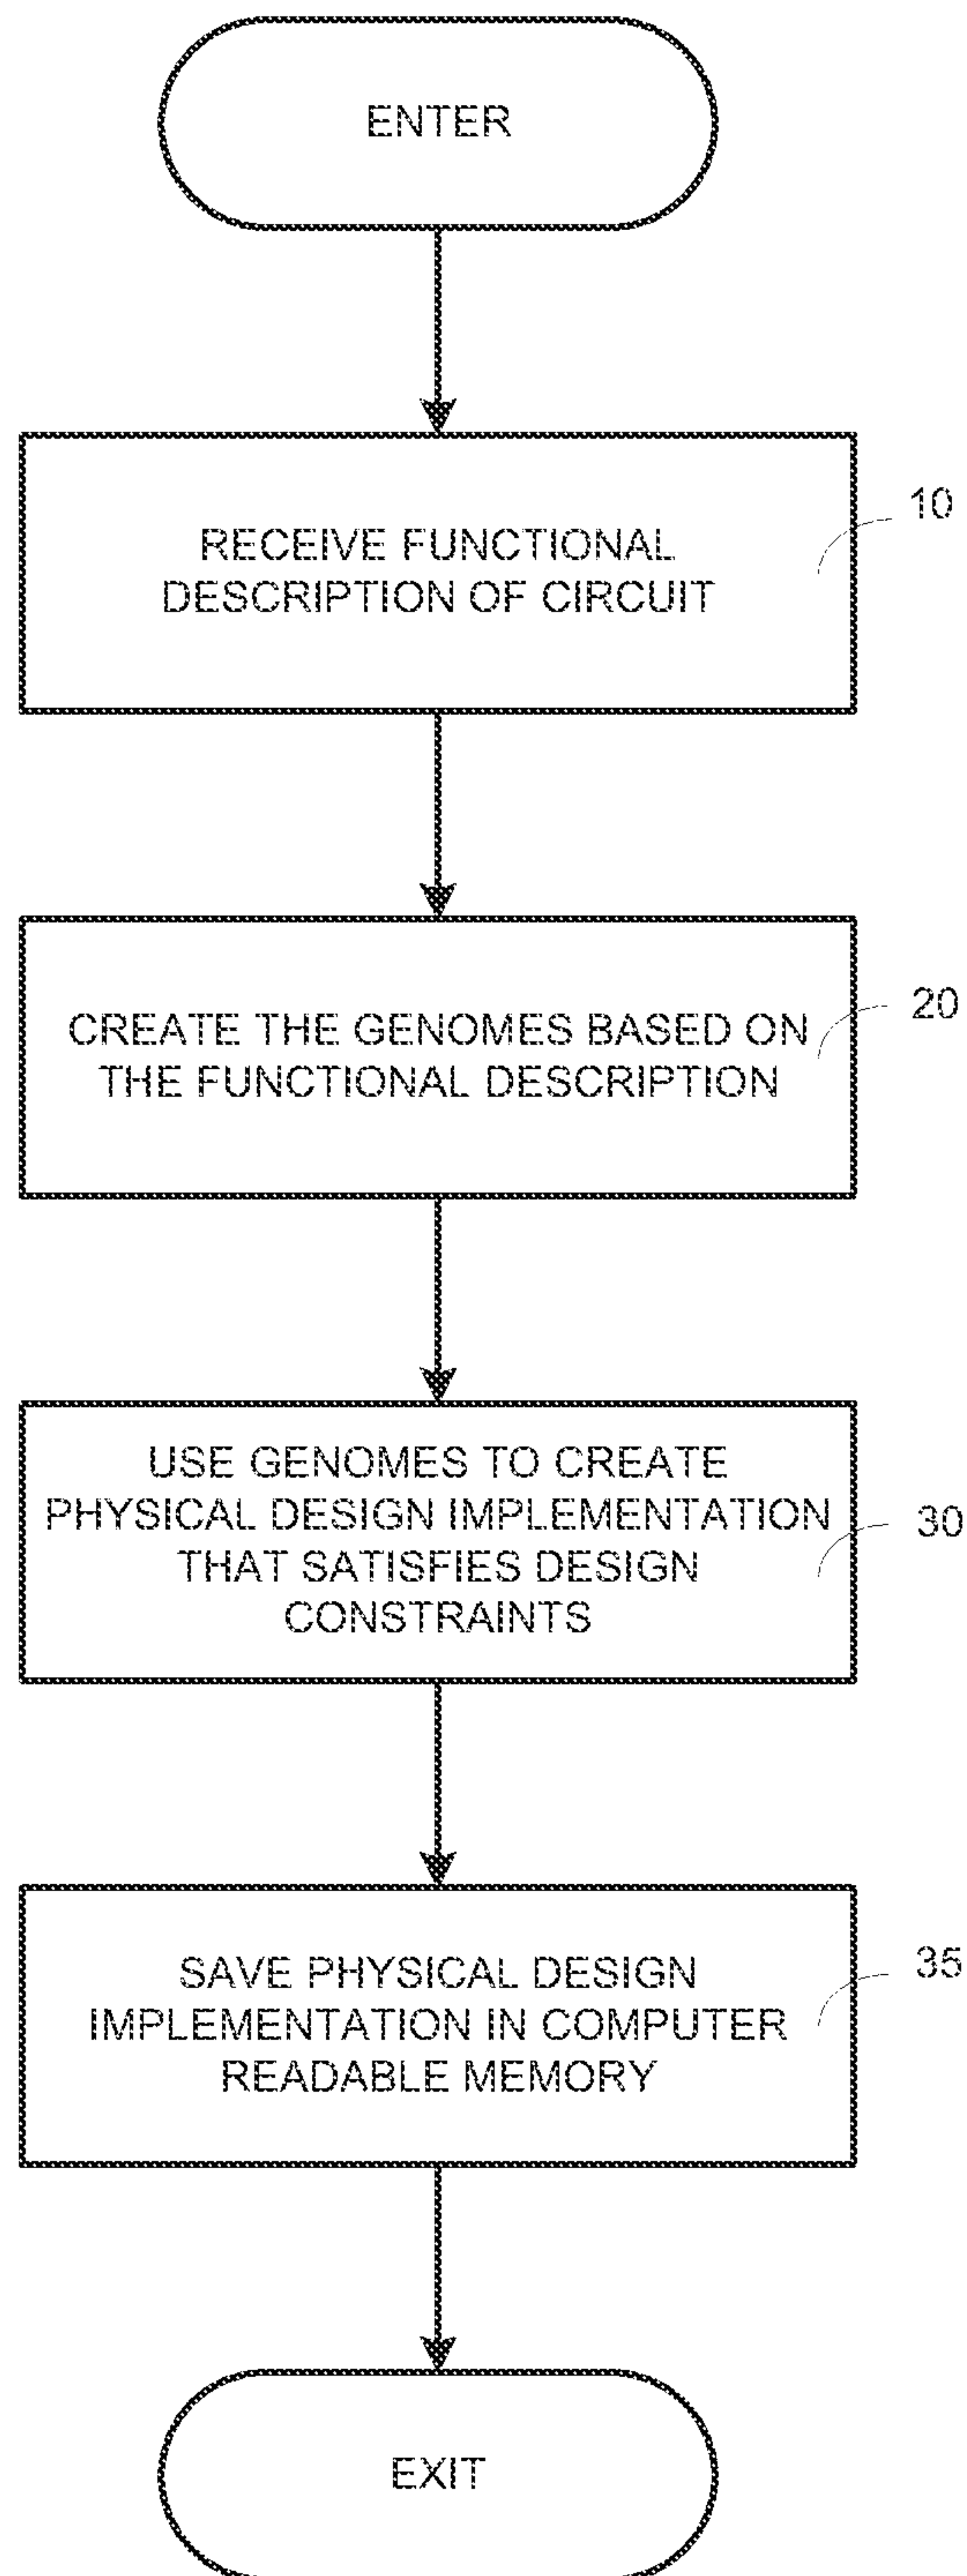 ENTER
RECEIVE FUNCTIONAL
DESCRIPTION OF CIRCUIT
10
CREATE THE GENOMES BASED ON
THE FUNCTIONAL DESCRIPTION
20
USE GENOMES TO CREATE
PHYSICAL DESIGN IMPLEMENTATION
THAT SATISFIES DESIGN
CONSTRAINTS
30
SAVE PHYSICAL DESIGN
IMPLEMENTATION IN COMPUTER
READABLE MEMORY
35
EXIT